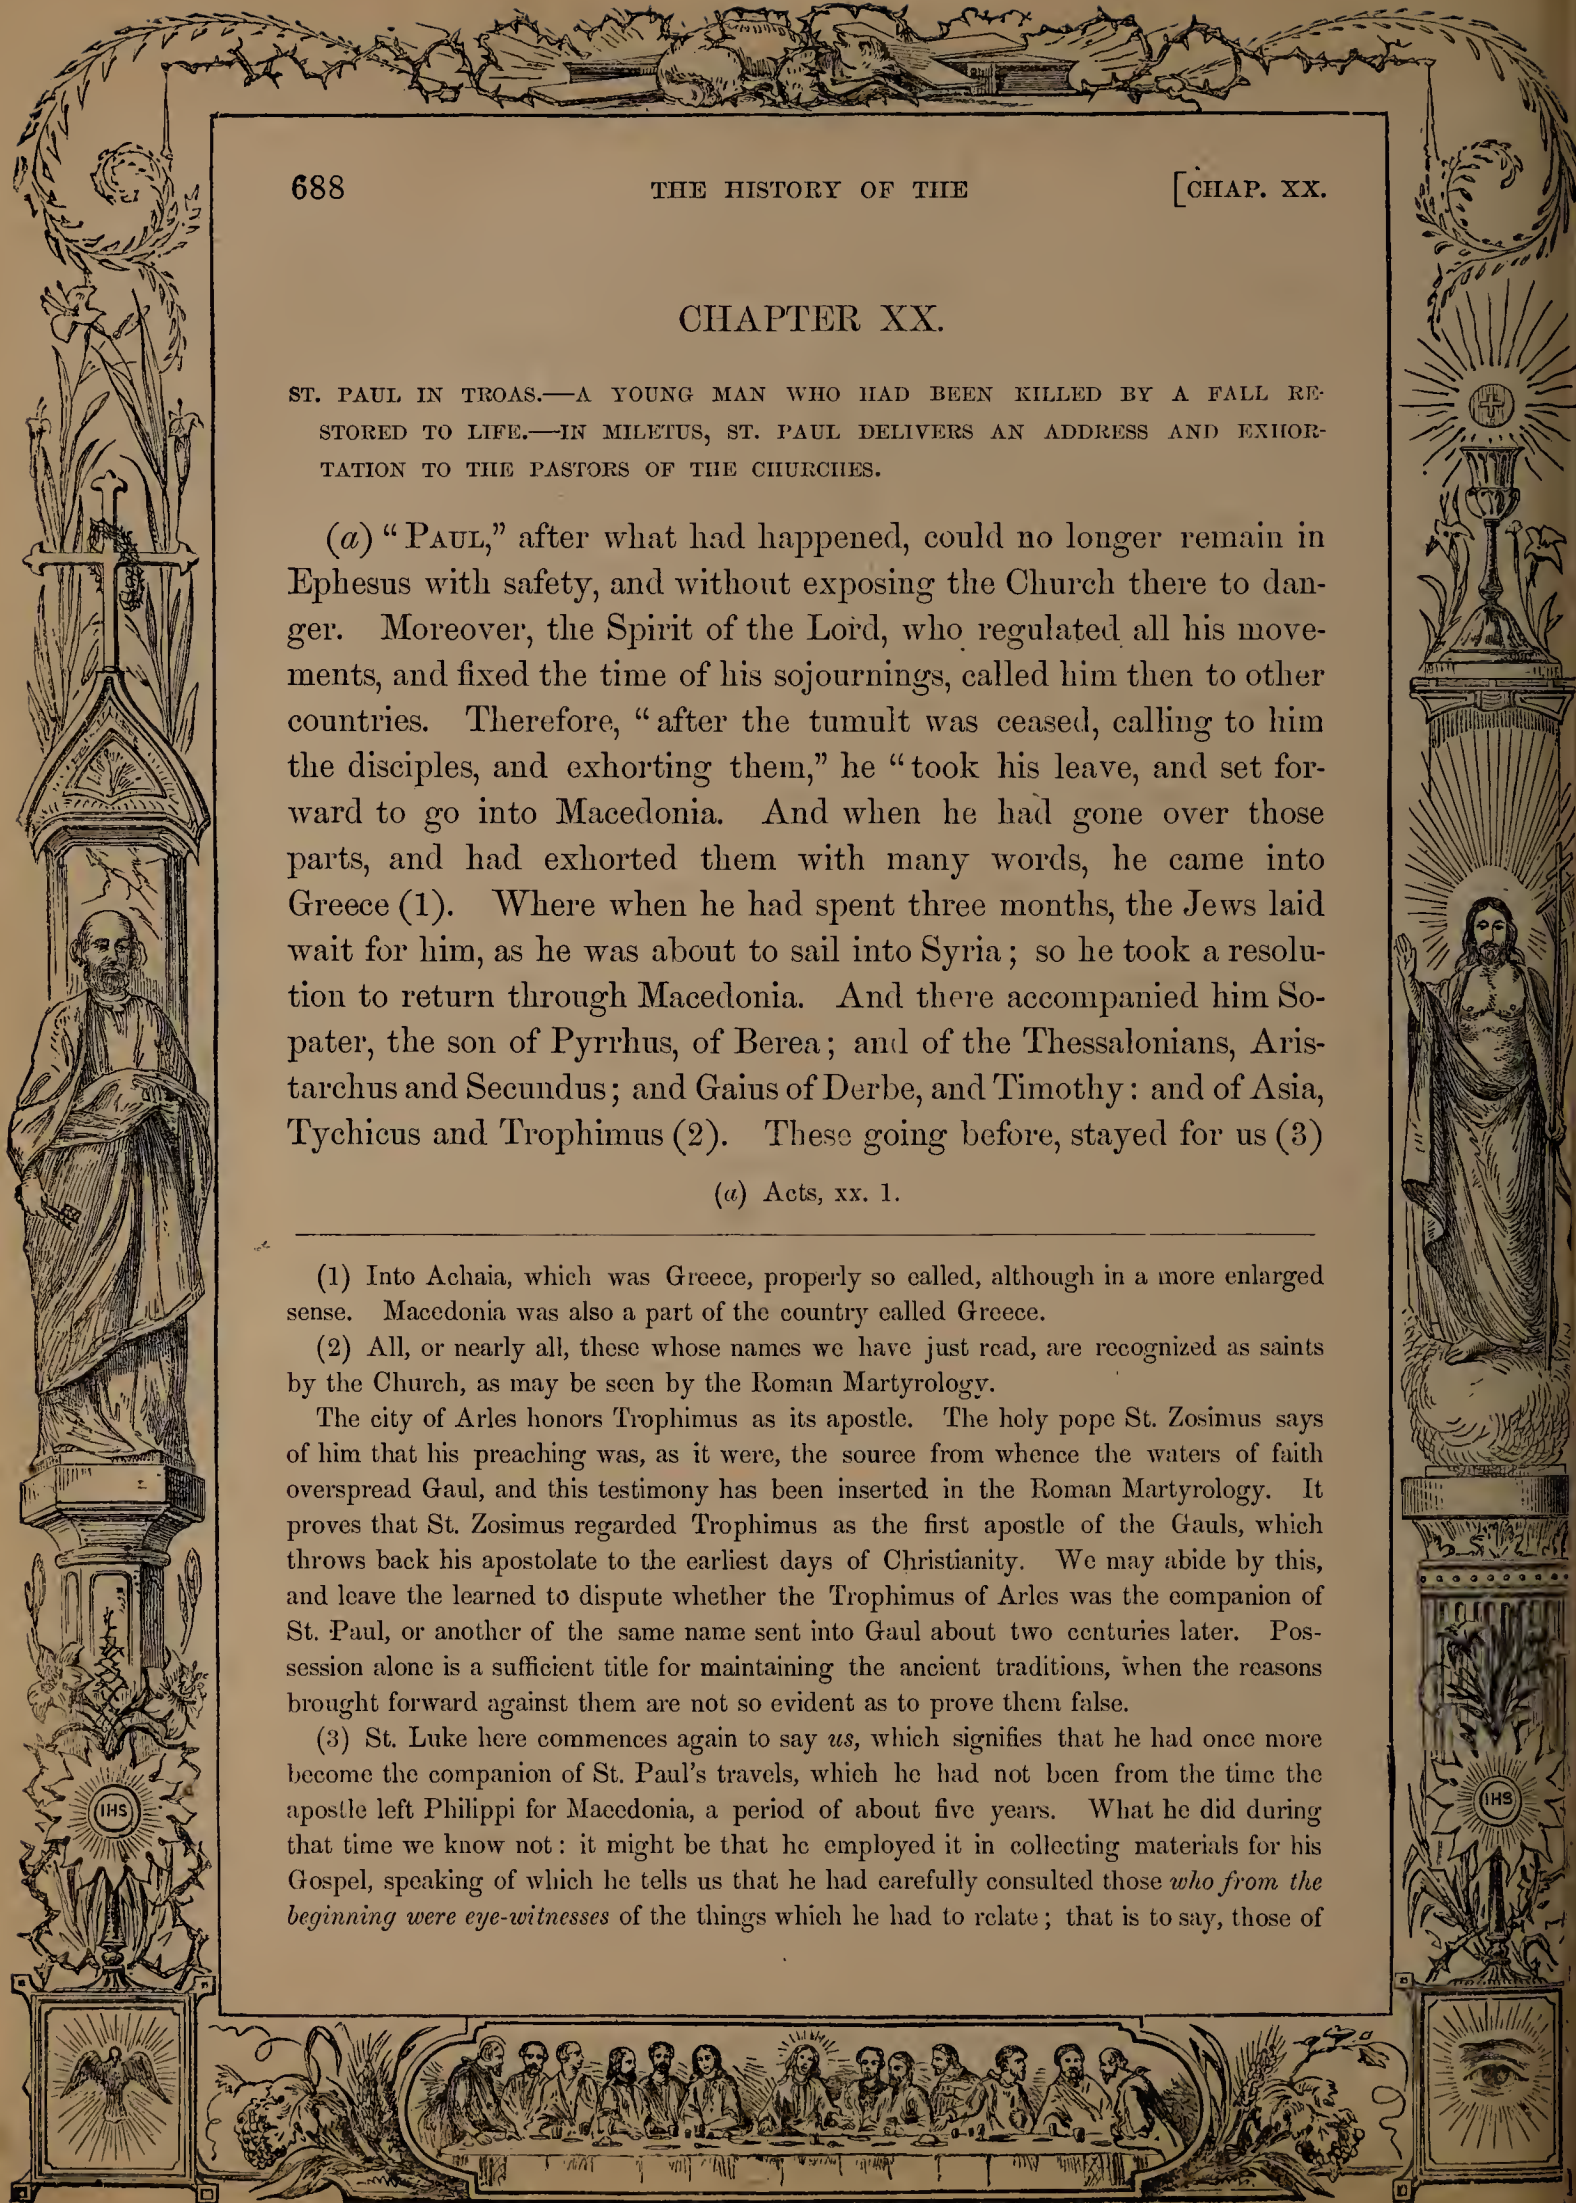 688 THE HISTORY OF THE [CHAP. XX.
CHAPTER XX.
ST. PAUL IN TROAS.—A YOUNG MAN WHO HAD BEEN KILLED BY A FALL RE-
STORED TO LIFE.—IN MILETUS, ST. PAUL DELIVERS AN ADDRESS AND EXHOR-
TATION TO THE PASTORS OF THE CHURCHES.
(a) “PAUL,” after what had happened, could no longer remain in
Ephesus with safety, and without exposing the Church there to dan-
ger. Moreover, the Spirit of the Lord, who regulated all his move-
ments, and fixed the time of his sojournings, called him then to other
countries. Therefore, “after the tumult was ceased, calling to him
the disciples, and exhorting them,” he “took his leave, and set for-
ward to go into Macedonia. And when he had gone over those
parts, and had exhorted them with many words, he came into
Greece (1). Where when he had spent three months, the Jews laid
wait for him, as he was about to sail into Syria; so he took a resolu-
tion to return through Macedonia. And there accompanied him So-
pater, the son of Pyrrhus, of Berea; and of the Thessalonians, Aris-
tarchus and Secundus; and Gaius of Derbe, and Timothy: and of Asia,
Tychicus and Trophimus (2). These going before, stayed for us (3)
(a) Acts, xx. 1.
(1) Into Achaia, which was Greece, properly so called, although in a more enlarged
sense. Macedonia was also a part of the country called Greece.
(2) All, or nearly all, these whose names we have just read, are recognized as saints
by the Church, as may be seen by the Roman Martyrology.
The city of Arles honors Trophimus as its apostle. The holy pope St. Zosimus says
of him that his preaching was, as it were, the source from whence the waters of faith
overspread Gaul, and this testimony has been inserted in the Roman Martyrology. It
proves that St. Zosimus regarded Trophimus as the first apostle of the Gauls, which
throws back his apostolate to the earliest days of Christianity. We may abide by this,
and leave the learned to dispute whether the Trophimus of Arles was the companion of
St. Paul, or another of the same name sent into Gaul about two centuries later. Pos-
session alone is a sufficient title for maintaining the ancient traditions, when the reasons
brought forward against them are not so evident as to prove them false.
(3) St. Luke here commences again to say us, which signifies that he had once more
become the companion of St. Paul's travels, which he had not been from the time the
apostle left Philippi for Macedonia, a period of about five years. What he did during
that time we know not: it might be that he employed it in collecting materials for his
Gospel, speaking of which he tells us that he had carefully consulted those who from the
beginning were eye-witnesses of the things which he had to relate; that is to say, those of
IHS
IHS